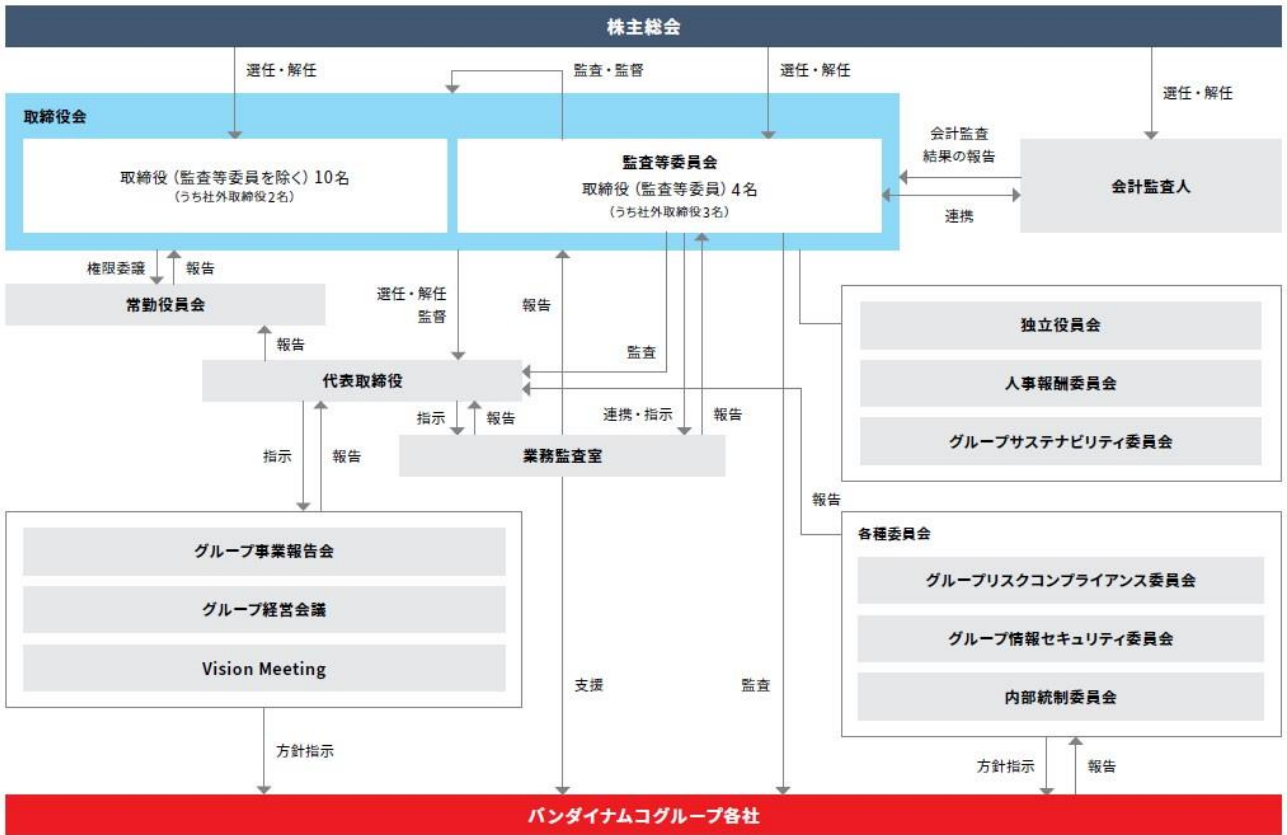 株主総会
選任・解任
監査・監督
選任・解任
選任・解任
取締役会
取締役（監査等委員を除く）10名
（うち社外取締役2名）
監査等委員会
取締役（監査等委員）4名
（うち社外取締役3名）
会計監査
結果の報告
連携
会計監査人
権限委譲
報告
常勤役員会
選任・解任
監督
報告
報告
監査
代表取締役
指示
報告
連携・指示
報告
業務監査室
独立役員会
人事報酬委員会
グループサステナビリティ委員会
指示
報告
報告
グループ事業報告会
グループ経営会議
Vision Meeting
各種委員会
グループリスクコンプライアンス委員会
グループ情報セキュリティ委員会
内部統制委員会
支援
監査
方針指示
方針指示
報告
バンダイナムコグループ各社